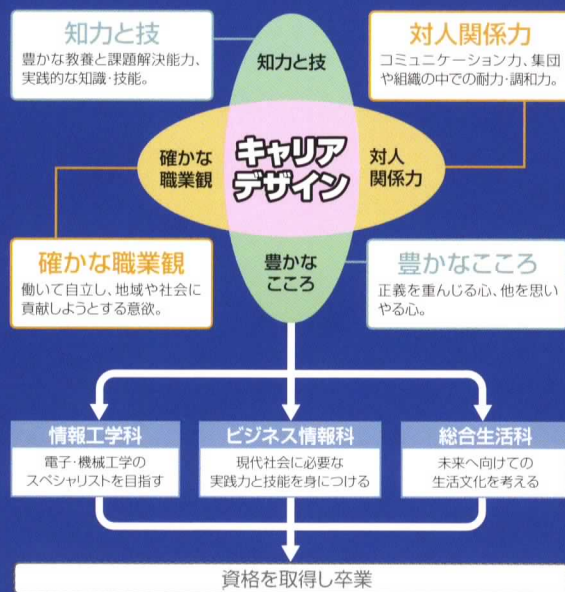 知力と技
豊かな教養と課題解決能力、
実践的な知識・技能。
対人関係力
コミュニケーション力、集団
や組織の中での耐力・調和力。
知力と技
確かな
職業観
キャリア
デザイン
対人
関係力
豊かな
こころ
確かな職業観
働いて自立し、地域や社会に
貢献しようとする意欲。
豊かなこころ
正義を重んじる心、他を思い
やる心。
情報工学科
電子・機械工学の
スペシャリストを目指す
ビジネス情報科
現代社会に必要な
実践力と技能を身につける
総合生活科
未来へ向けての
生活文化を考える
資格を取得し卒業